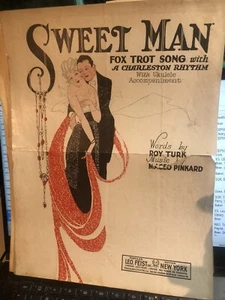 SWEET MAN
FOX TROT SONG with
A CHARLESTON RHYTHM
With Ukulele
Accompaniment
Words by
ROY TURK
Music by
MACEO PINKARD
LEO. FEIST INC.
NEW YORK